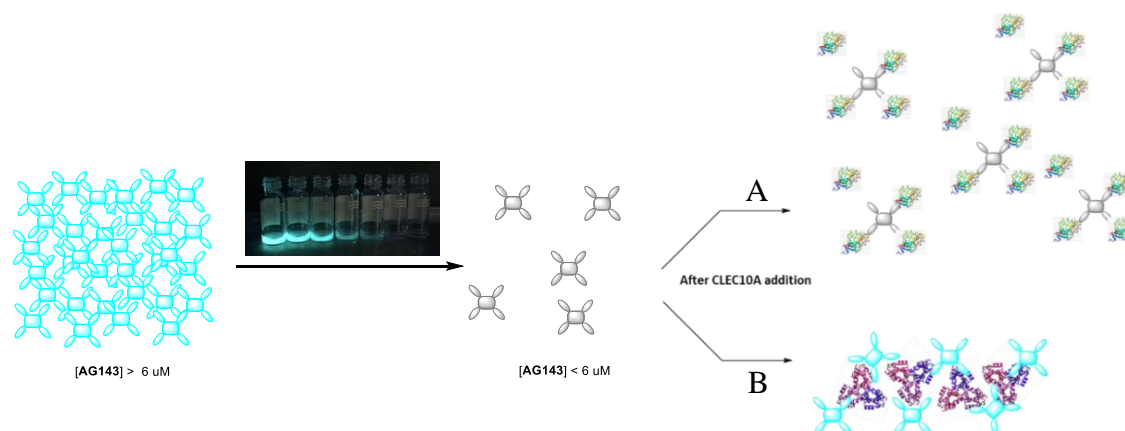 A
After CLEC10A addition
[AG143] > 6 uM
[AG143] < 6 uM
B